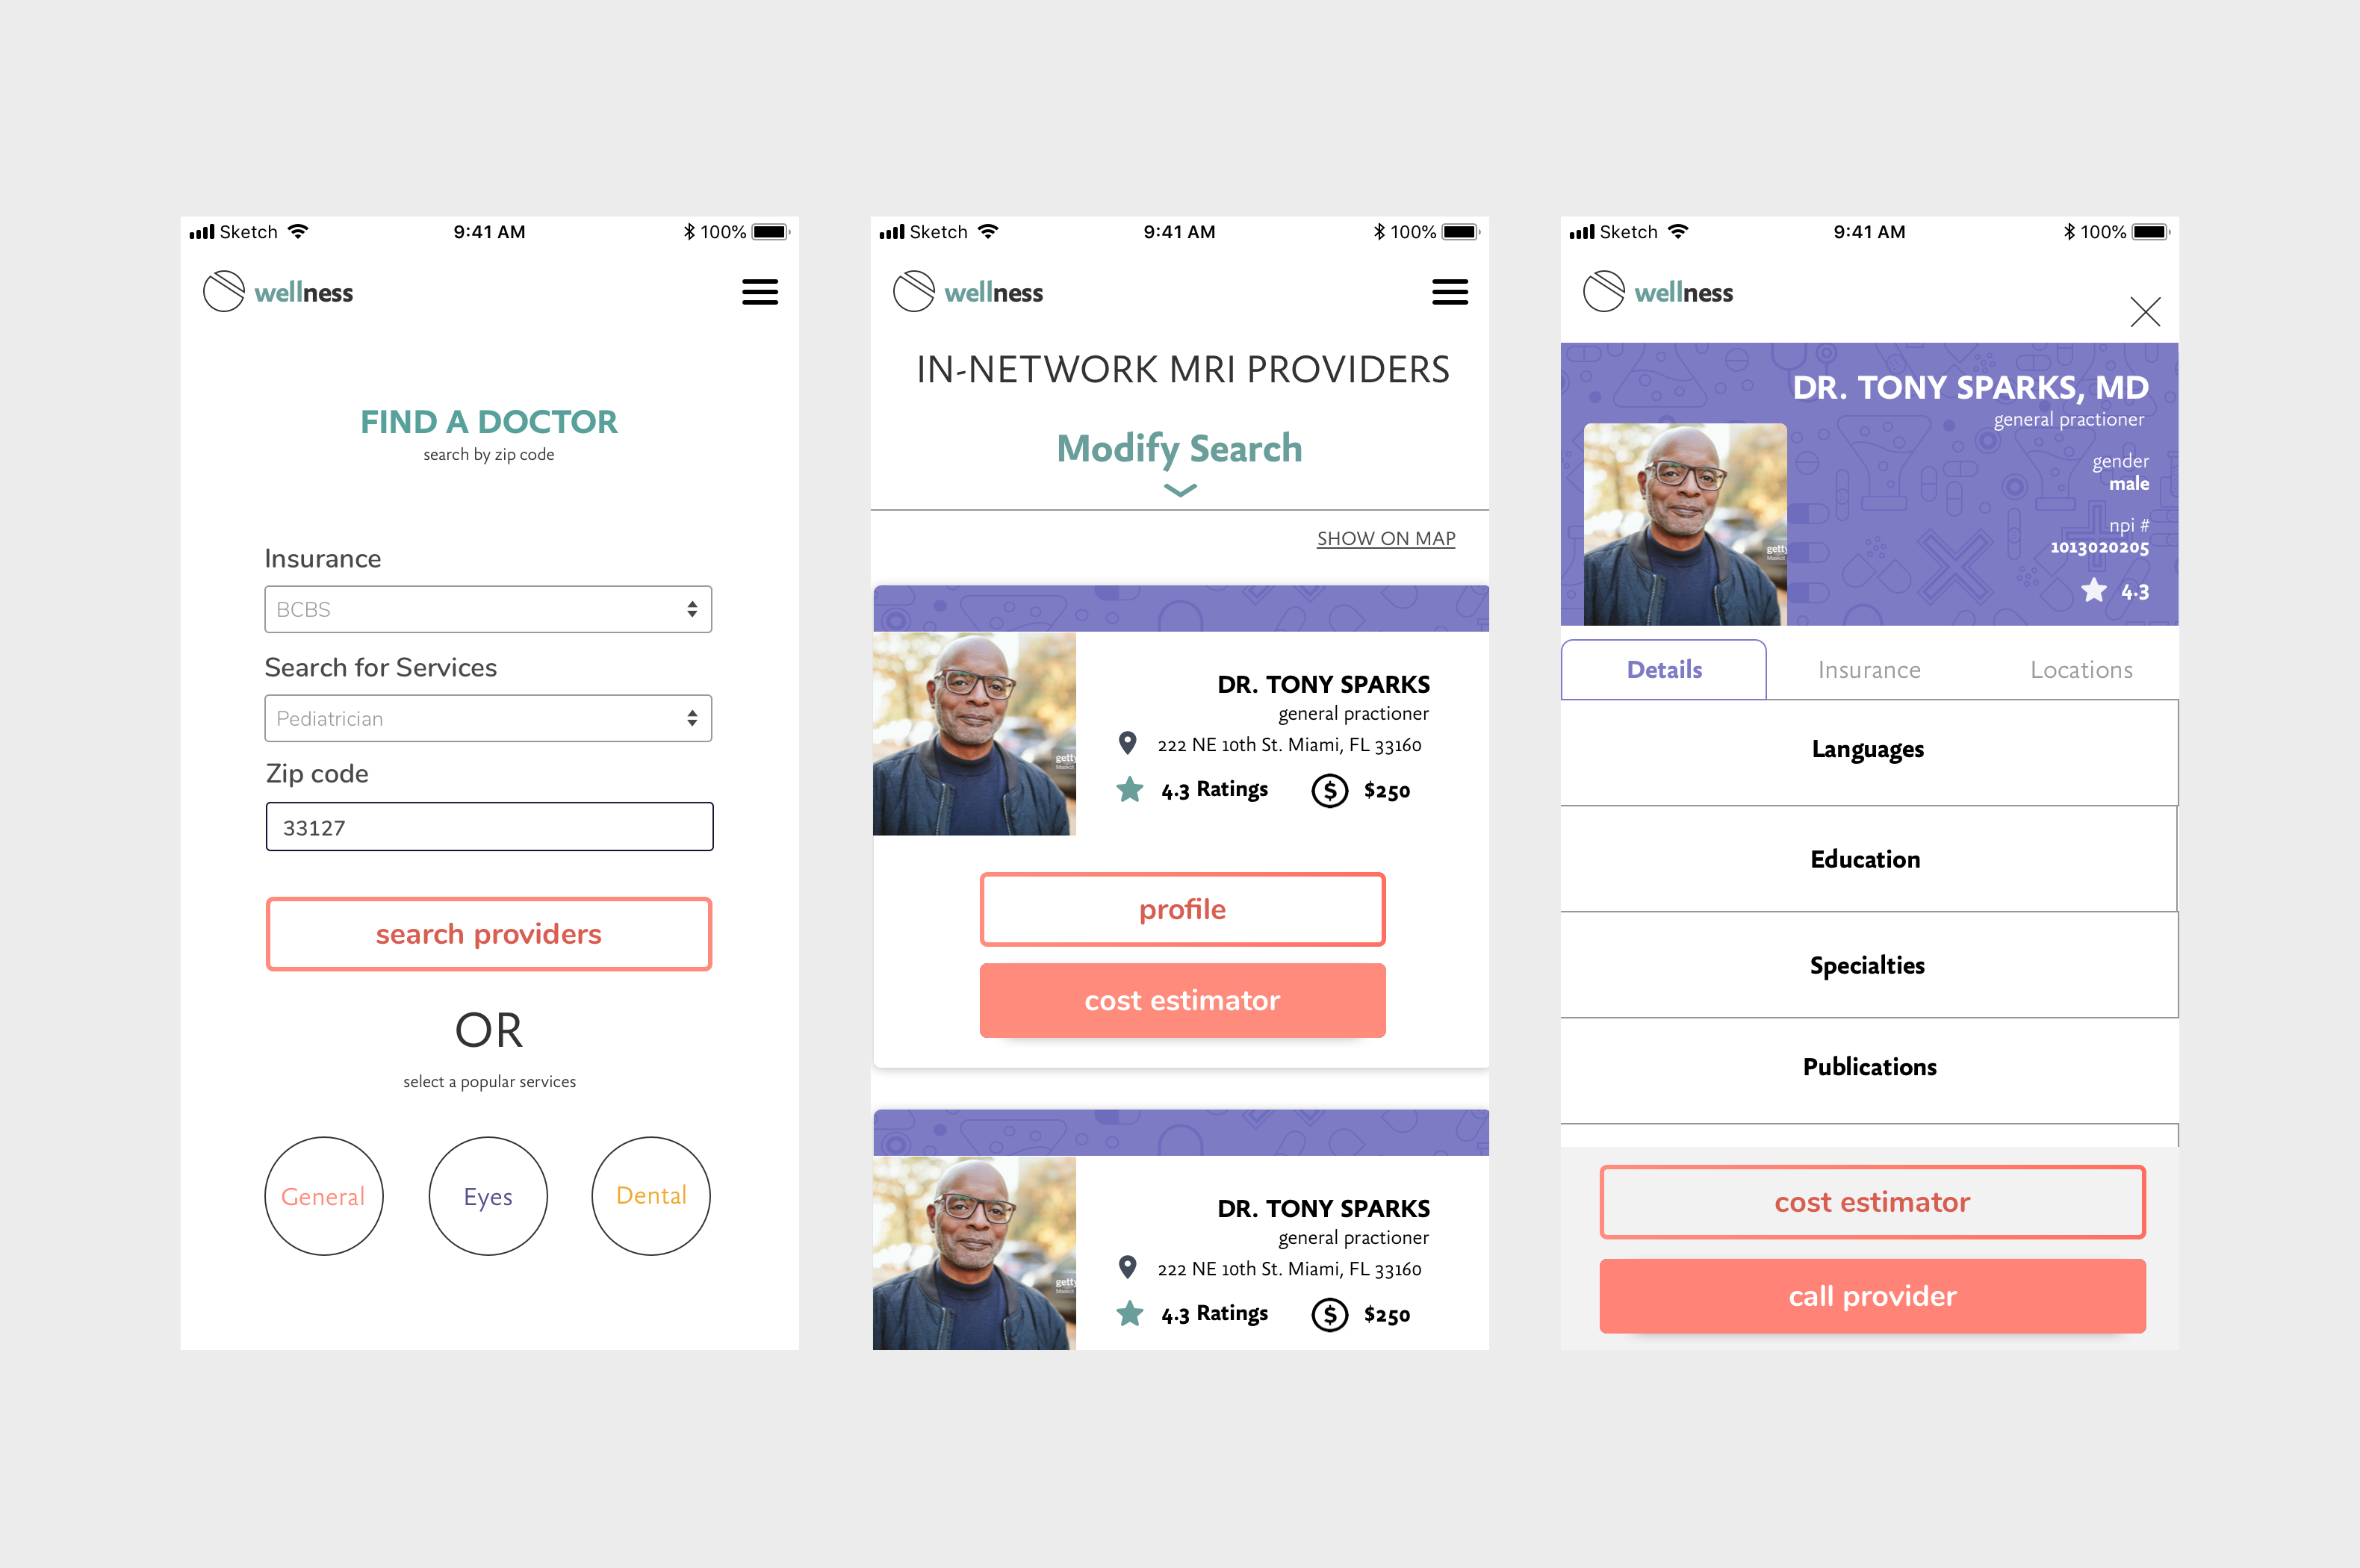 Sketch 9:41 AM 100%
wellness
FIND A DOCTOR
search by zip code
Insurance
BCBS
Search for Services
Pediatrician
Zip code
33127
search providers
OR
select a popular services
General Eyes Dental
Sketch 9:41 AM 100%
wellness
IN-NETWORK MRI PROVIDERS
Modify Search
SHOW ON MAP
DR. TONY SPARKS
general practioner
222 NE 10th St. Miami, FL 33160
4.3 Ratings $250
getty
profile
cost estimator
DR. TONY SPARKS
general practioner
222 NE 10th St. Miami, FL 33160
4.3 Ratings $250
getty
Sketch 9:41 AM 100%
wellness
DR. TONY SPARKS, MD
general practioner
gender
male
npi #
1013020205
4.3
getty
Details Insurance Locations
Languages
Education
Specialties
Publications
cost estimator
call provider